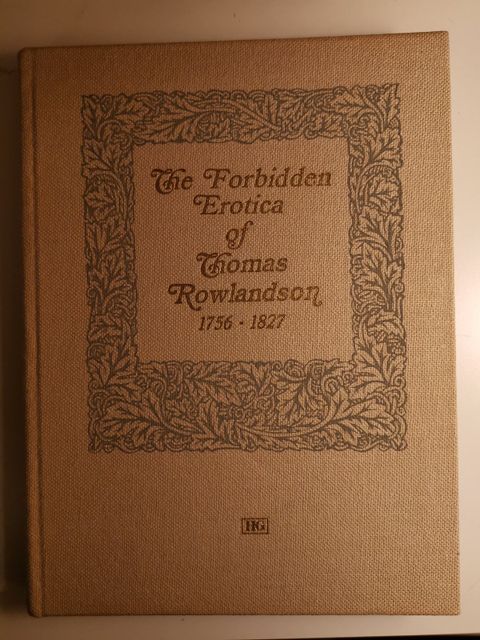 The Forbidden
Erotica
of
Thomas
Rowlandson
1756 · 1827
HG